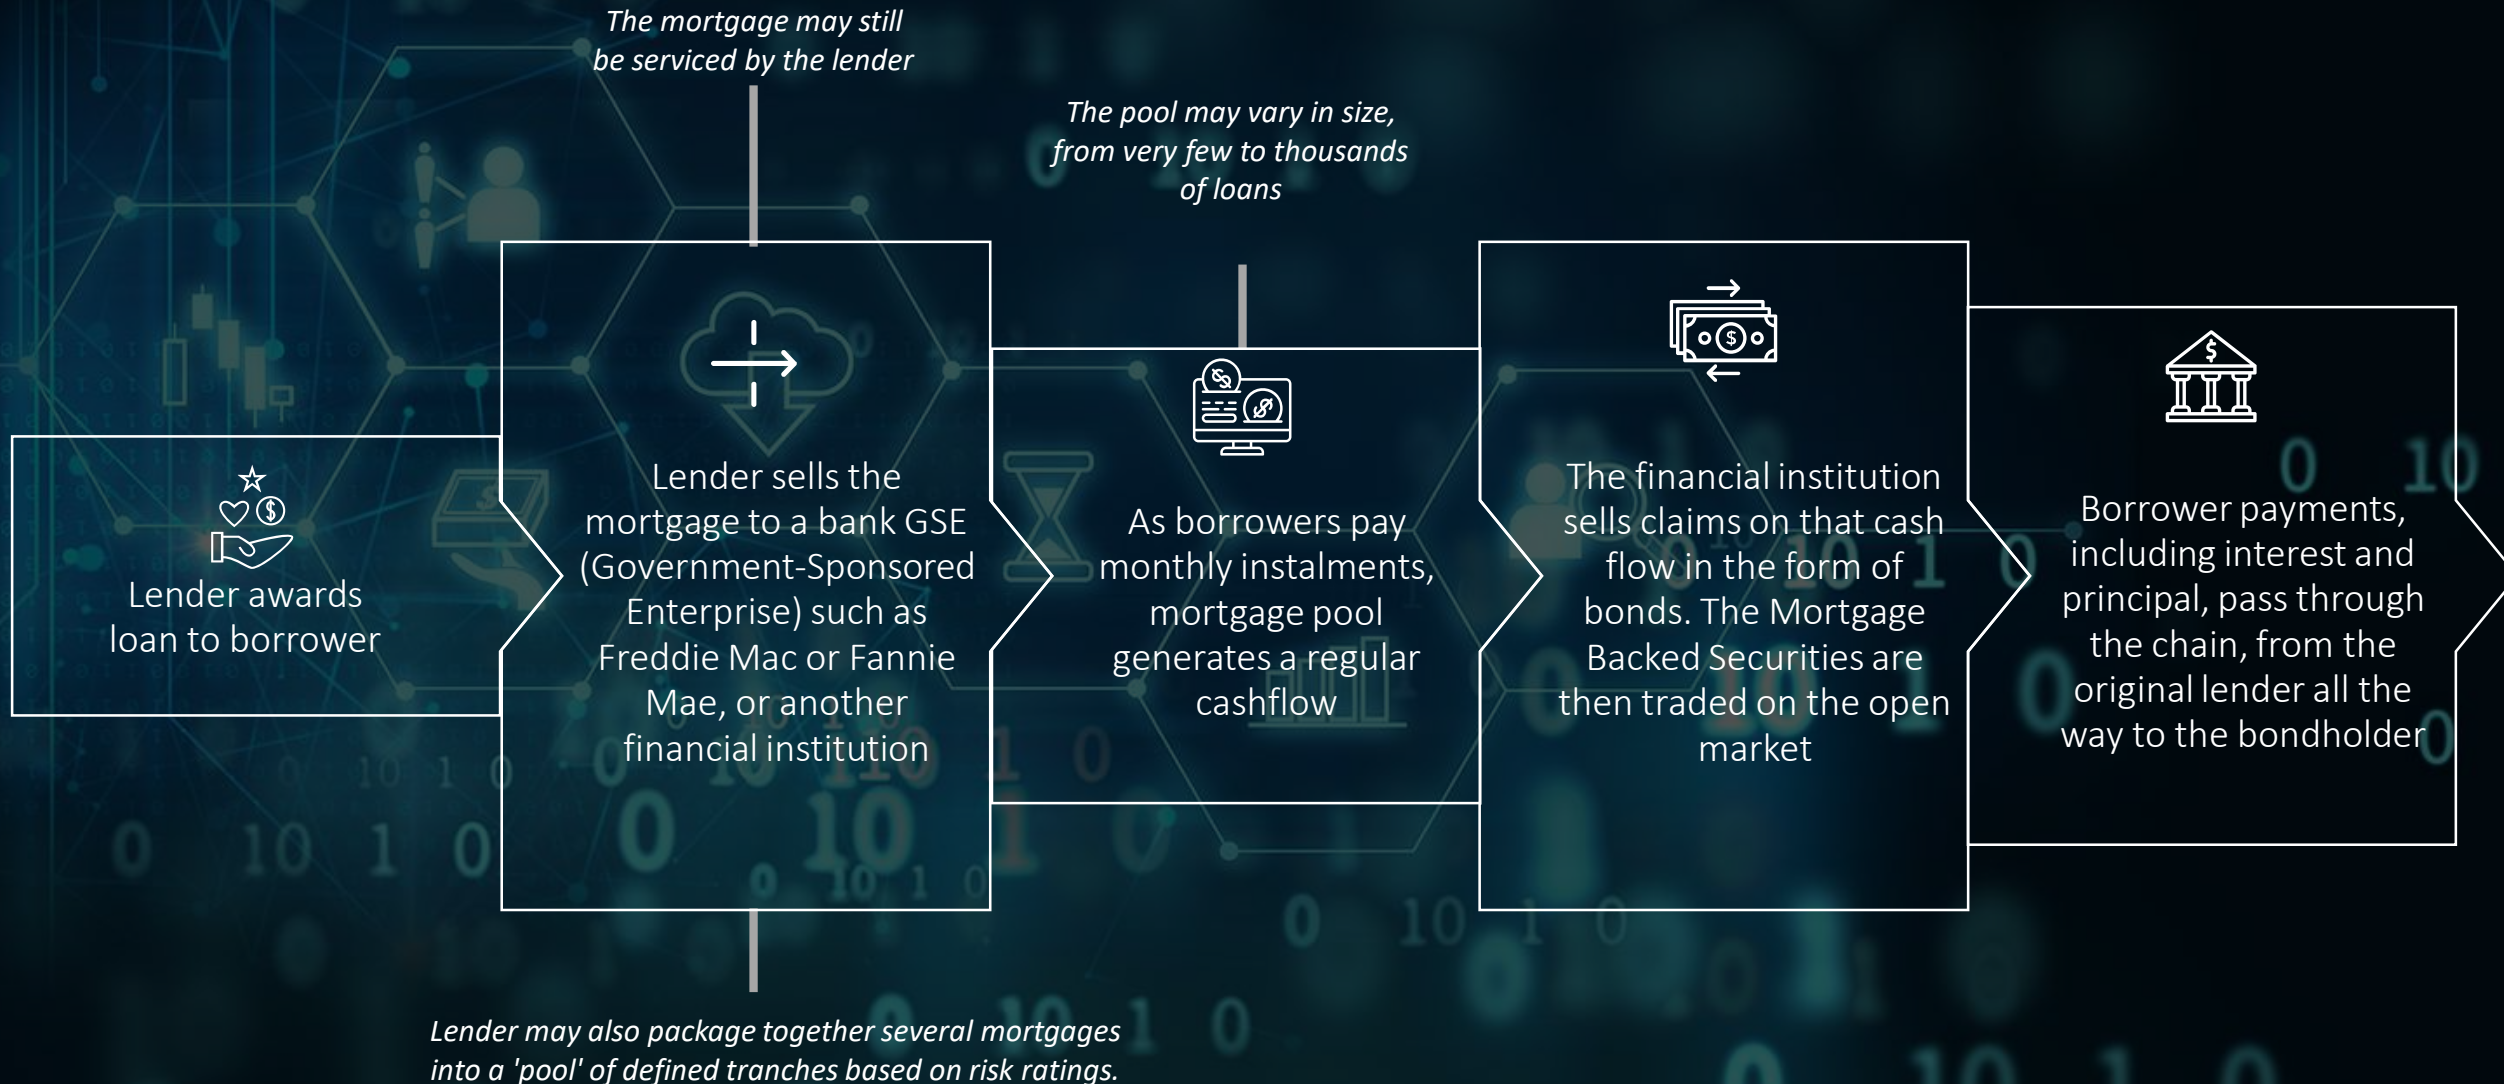 The mortgage may still
be serviced by the lender
The pool may vary in size,
from very few to thousands
of loans
Lender awards
loan to borrower
Lender sells the
mortgage to a bank GSE
(Government-Sponsored
Enterprise) such as
Freddie Mac or Fannie
Mae, or another
financial institution
As borrowers pay
monthly instalments,
mortgage pool
generates a regular
cashflow
The financial institution
sells claims on that cash
flow in the form of
bonds. The Mortgage
Backed Securities are
then traded on the open
market
Borrower payments,
including interest and
principal, pass through
the chain, from the
original lender all the
way to the bondholder
Lender may also package together several mortgages
into a 'pool' of defined tranches based on risk ratings.